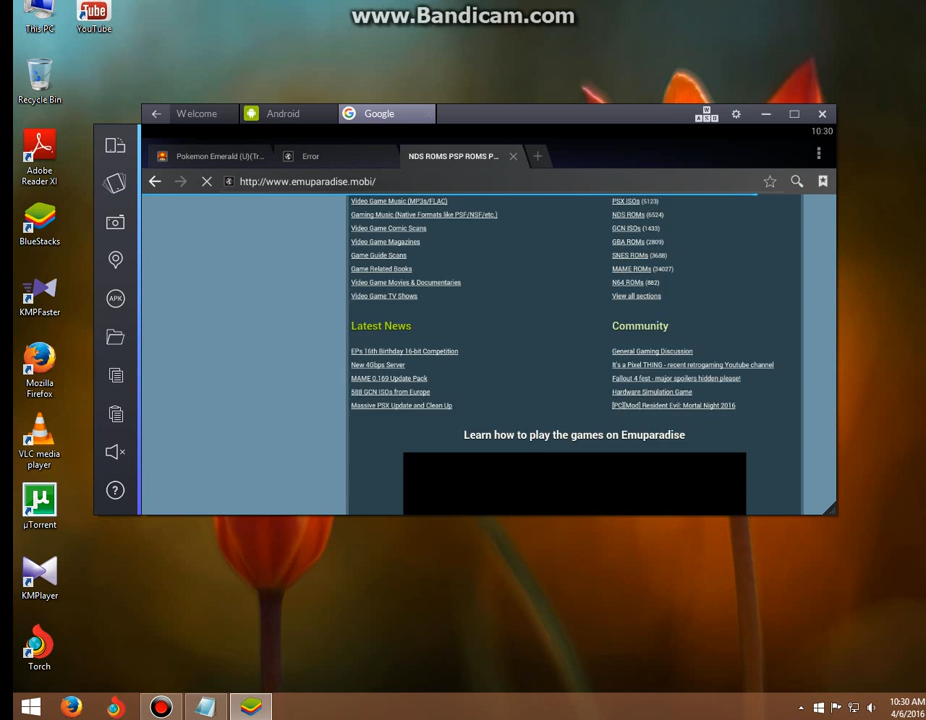 www.Bandicam.com
This PC
YouTube
Recycle Bin
Adobe
Reader XI
BlueStacks
KMPFaster
Mozilla
Firefox
VLC media
player
µTorrent
KMPlayer
Torch
Welcome
Android
Google
10:30
Pokemon Emerald (U)(Tr...
Error
NDS ROMS PSP ROMS P...
http://www.emuparadise.mobi/
APK
Video Game Music (MP3s/FLAC)
Gaming Music (Native Formats like PSF/NSF/etc.)
Video Game Comic Scans
Video Game Magazines
Game Guide Scans
Game Related Books
Video Game Movies & Documentaries
Video Game TV Shows
PSX ISOs (5123)
NDS ROMs (6524)
GCN ISOs (1433)
GBA ROMs (2809)
SNES ROMs (3688)
MAME ROMs (34027)
N64 ROMs (882)
View all sections
Latest News
EPs 16th Birthday 16-bit Competition
New 4Gbps Server
MAME 0.169 Update Pack
588 GCN ISOs from Europe
Massive PSX Update and Clean Up
Community
General Gaming Discussion
It's a Pixel THING - recent retrogaming Youtube channel
Fallout 4 fest - major spoilers hidden please!
Hardware Simulation Game
[PC][Mod] Resident Evil: Mortal Night 2016
Learn how to play the games on Emuparadise
10:30 AM
4/6/2016